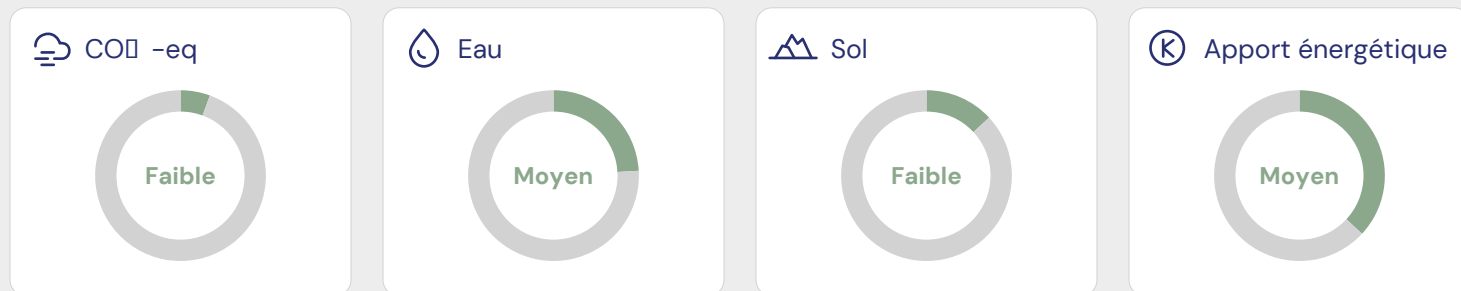 CO▯ -eq
Faible
Eau
Moyen
Sol
Faible
Apport énergétique
Moyen